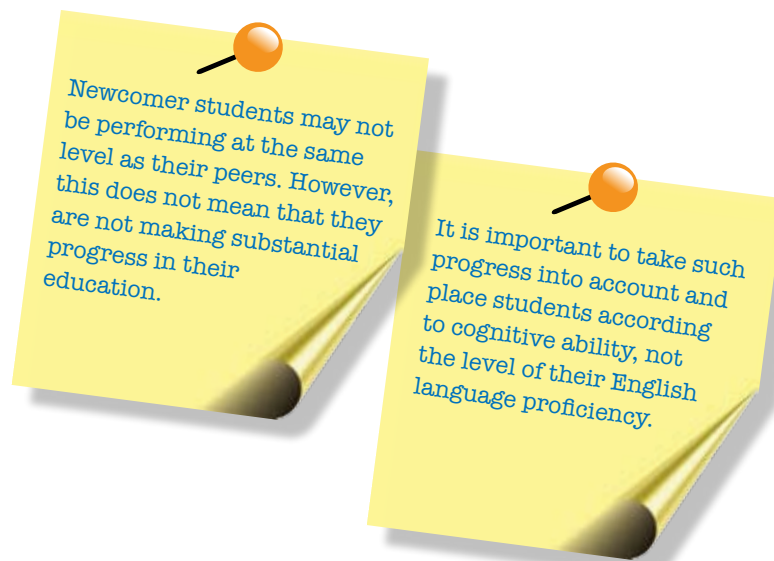 Newcomer students may not
be performing at the same
level as their peers. However,
this does not mean that they
are not making substantial
progress in their
education.
It is important to take such
progress into account and
place students according
to cognitive ability, not
the level of their English
language proficiency.